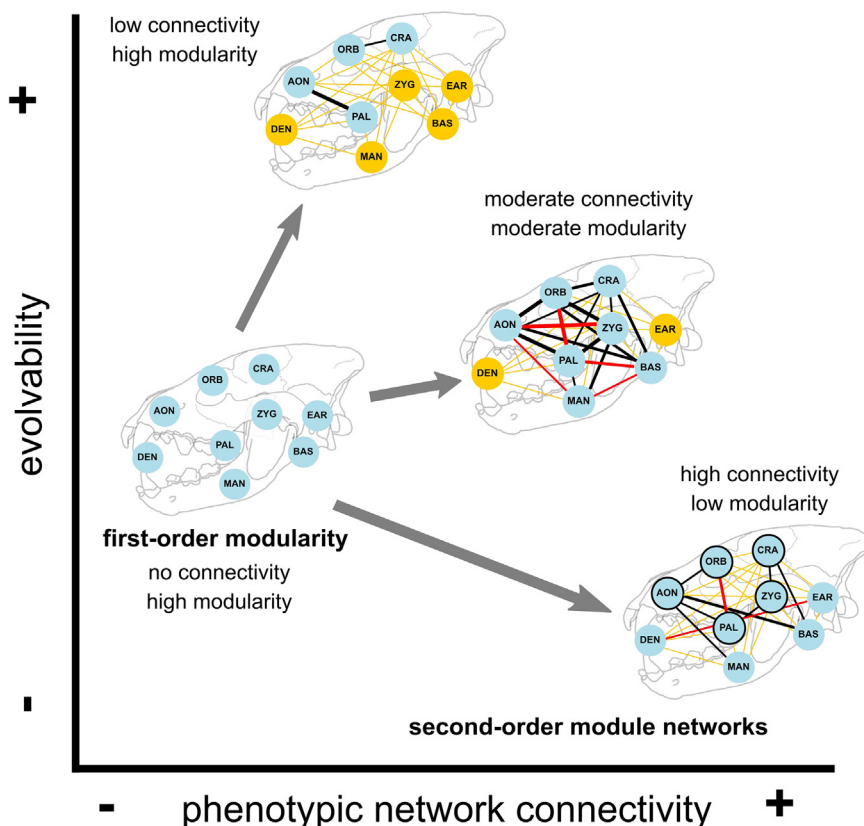 low connectivity
high modularity
ORB
CRA
AON
ZYG
EAR
DEN
PAL
BAS
MAN
moderate connectivity
moderate modularity
ORB
CRA
AON
ZYG
EAR
DEN
PAL
BAS
MAN
ORB
CRA
AON
ZYG
EAR
DEN
PAL
BAS
MAN
first-order modularity
no connectivity
high modularity
high connectivity
low modularity
ORB
CRA
AON
ZYG
EAR
DEN
PAL
BAS
MAN
second-order module networks
+
evolvability
-
- phenotypic network connectivity +